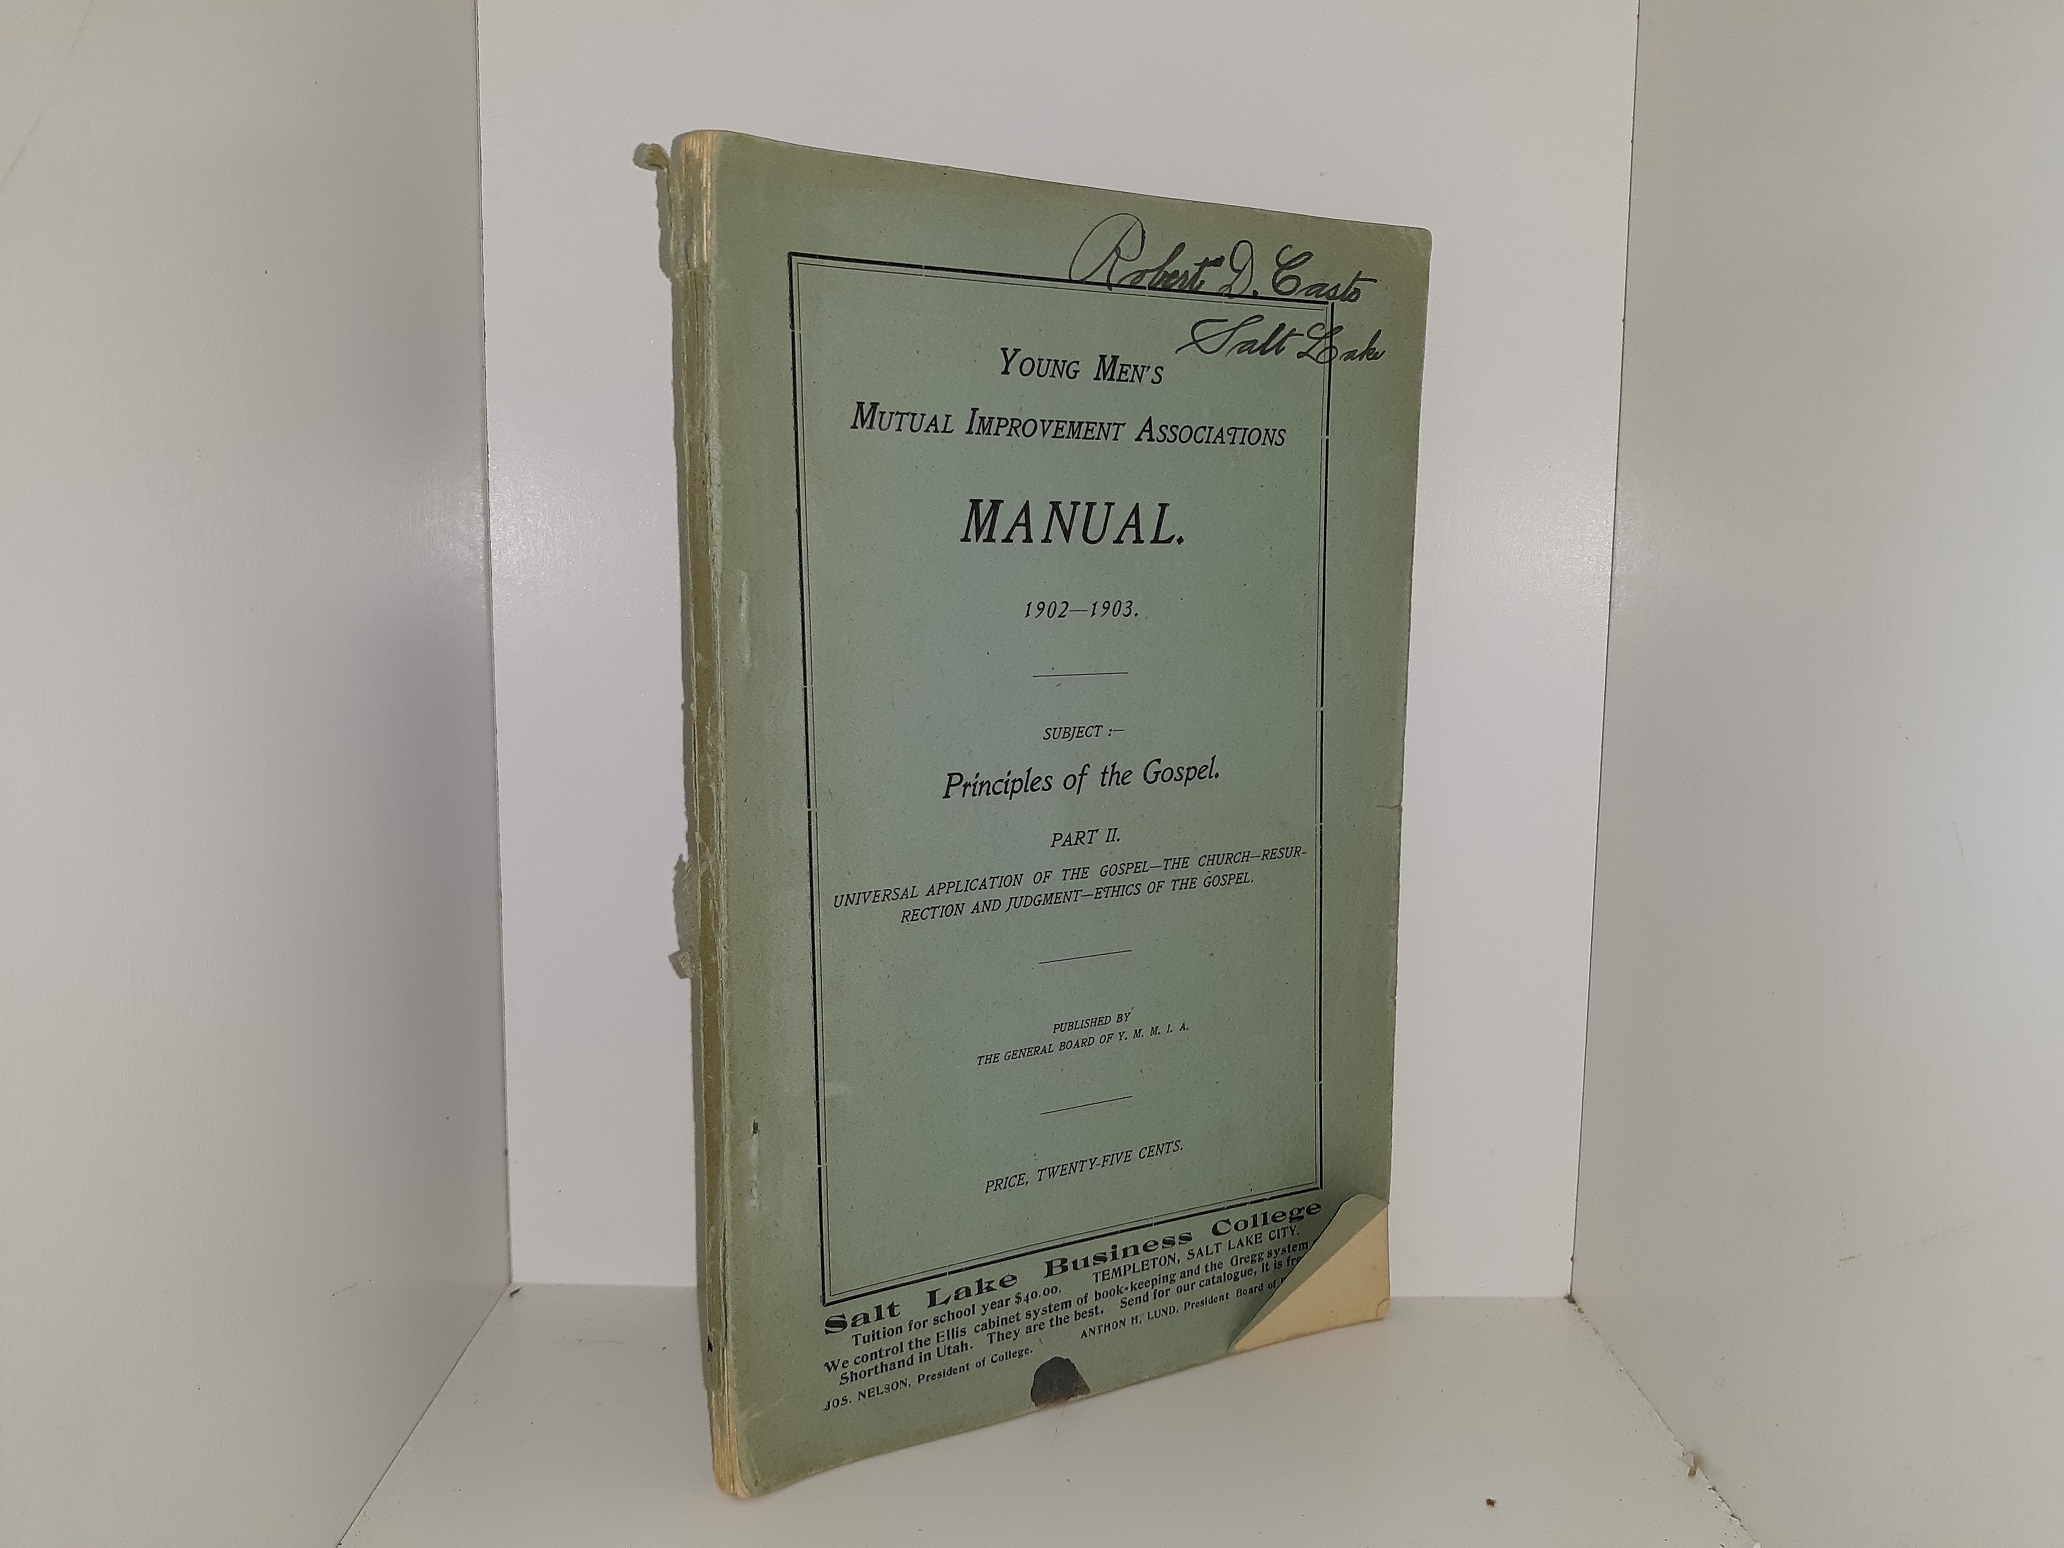 Robert D. Casto
Salt Lake
YOUNG MEN'S
MUTUAL IMPROVEMENT ASSOCIATIONS
MANUAL.
1902—1903.
SUBJECT :—
Principles of the Gospel.
PART II.
UNIVERSAL APPLICATION OF THE GOSPEL—THE CHURCH—RESUR-
RECTION AND JUDGMENT—ETHICS OF THE GOSPEL.
PUBLISHED BY
THE GENERAL BOARD OF Y. M. M. I. A.
PRICE, TWENTY-FIVE CENTS.
Salt Lake Business College
Tuition for school year $40.00. TEMPLETON, SALT LAKE CITY.
We control the Ellis cabinet system of book-keeping and the Gregg system
Shorthand in Utah. They are the best. Send for our catalogue, it is
JOS. NELSON, President of College. ANTHON H. LUND, President Board of